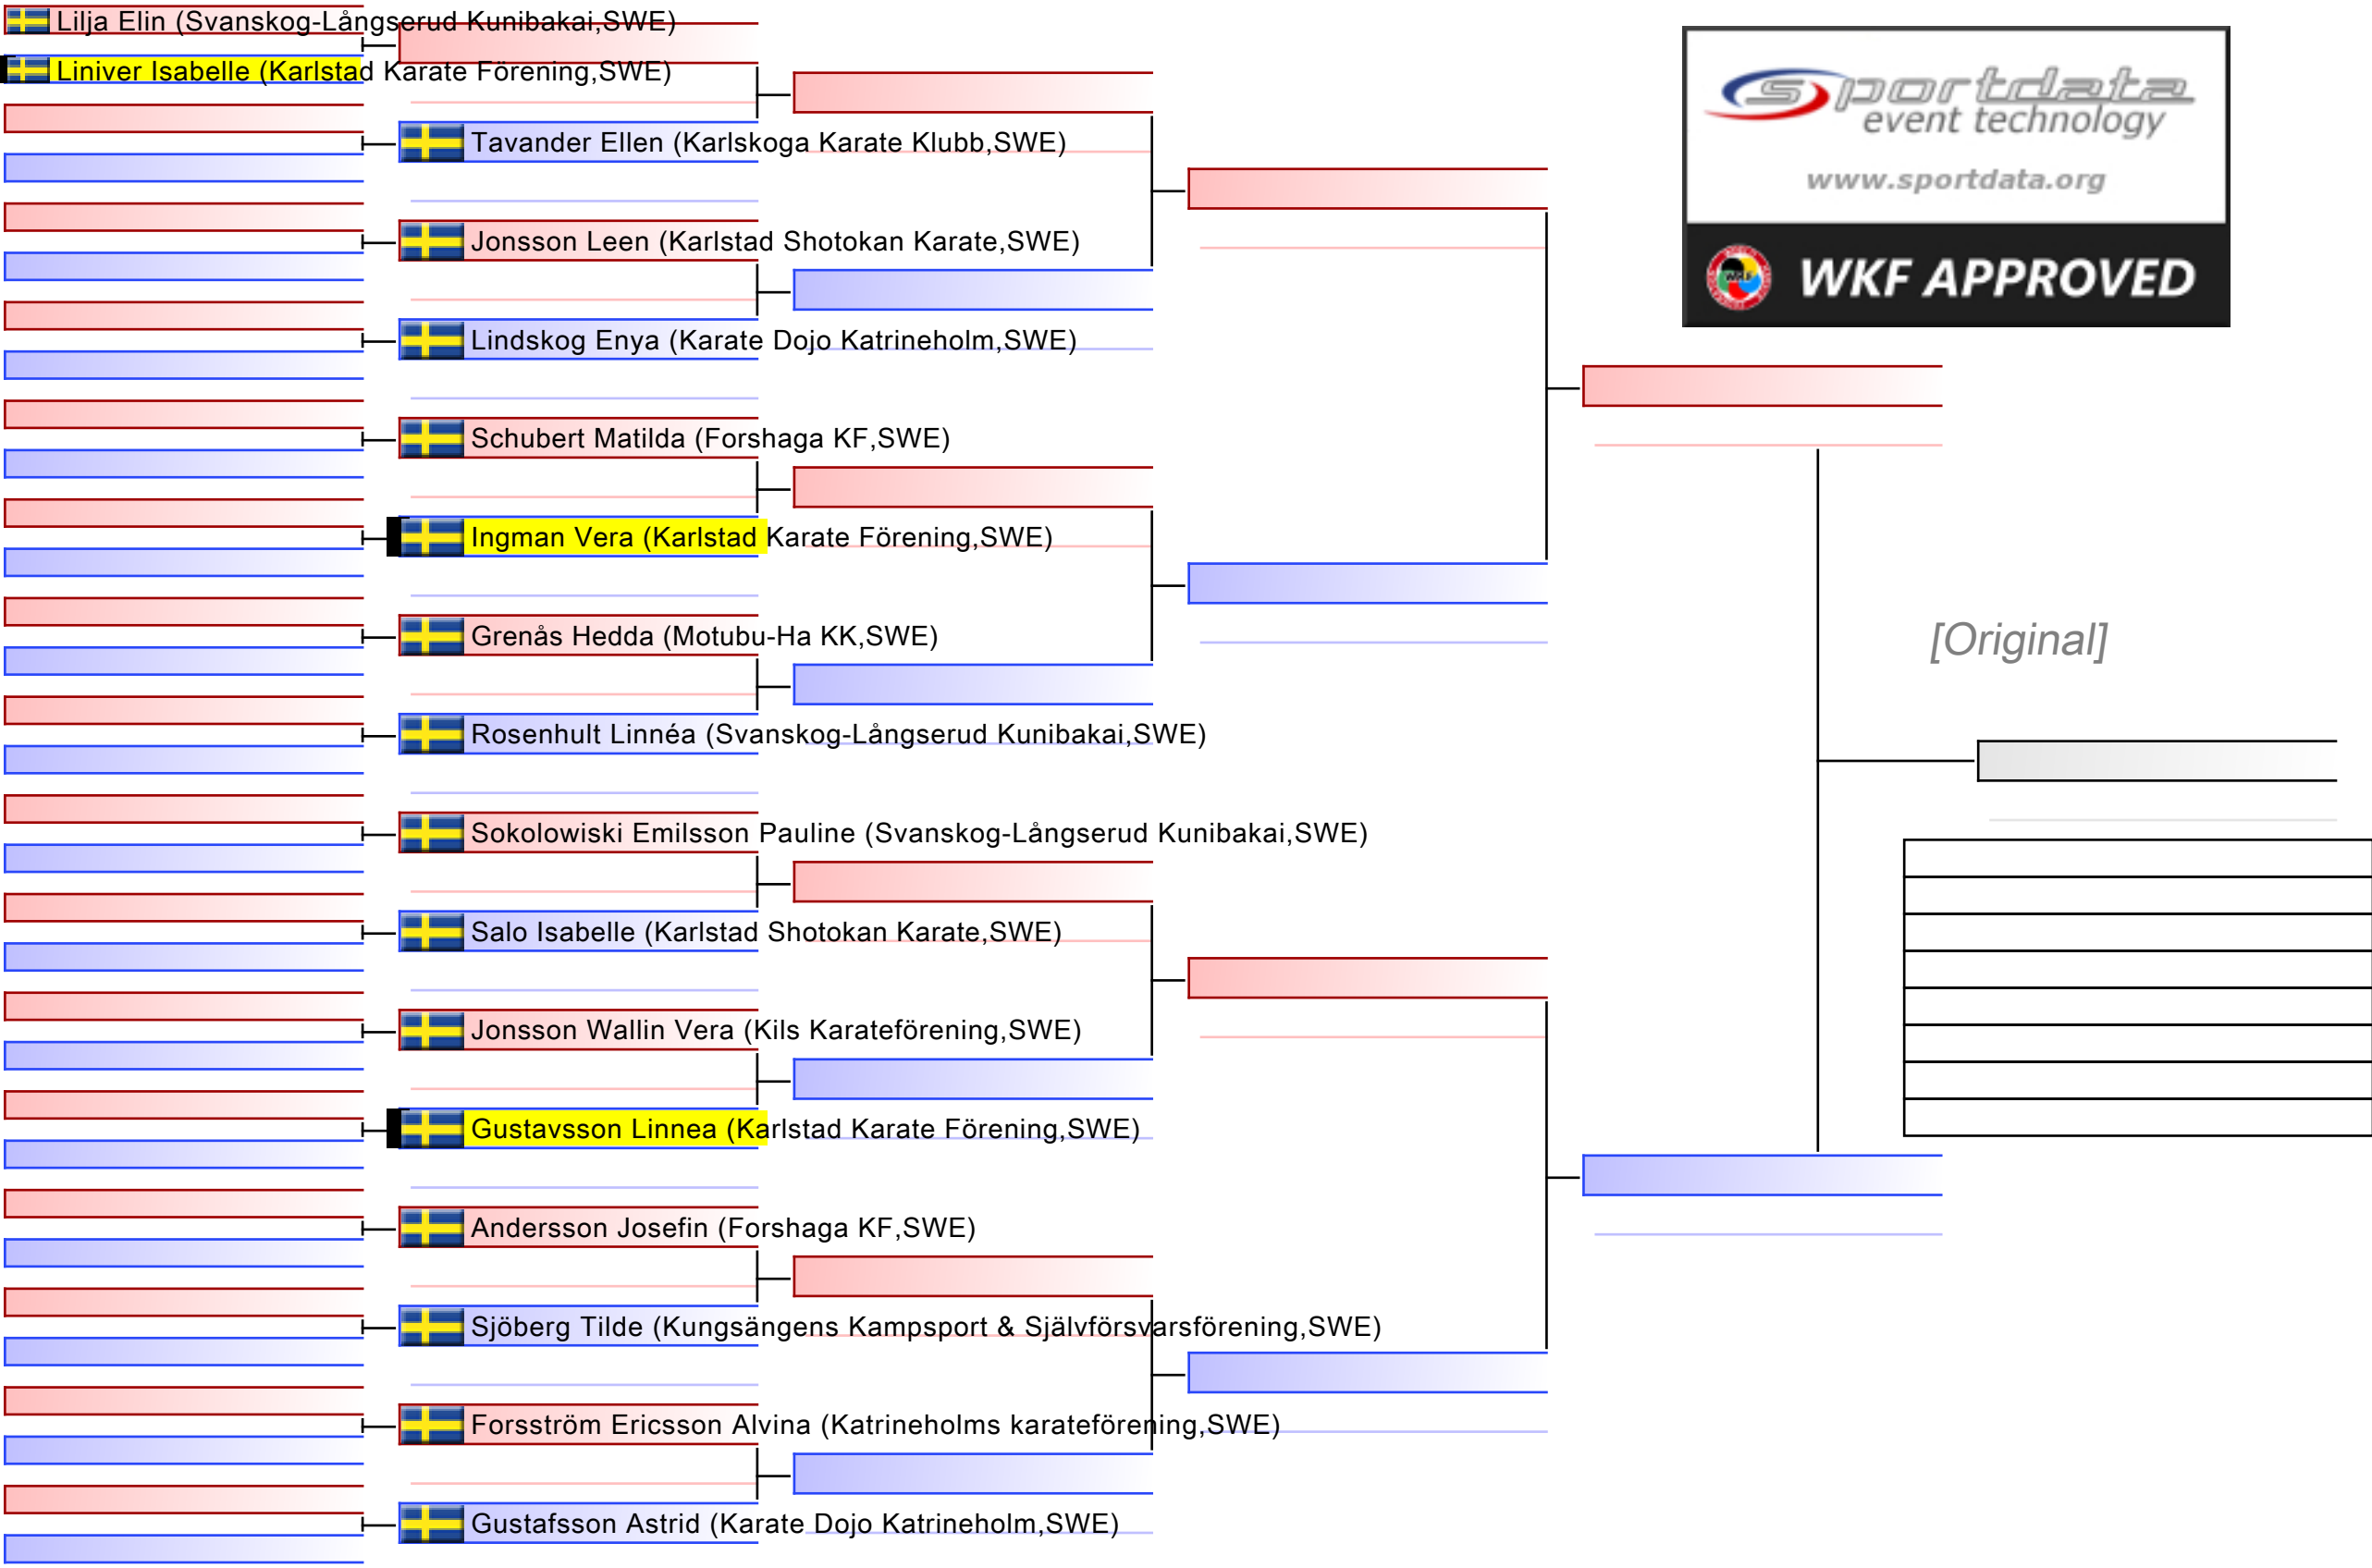 Lilja Elin (Svanskog-Långserud Kunibakai,SWE)
Liniver Isabelle (Karlstad Karate Förening,SWE)
Tavander Ellen (Karlskoga Karate Klubb,SWE)
Jonsson Leen (Karlstad Shotokan Karate,SWE)
Lindskog Enya (Karate Dojo Katrineholm,SWE)
Schubert Matilda (Forshaga KF,SWE)
Ingman Vera (Karlstad Karate Förening,SWE)
Grenås Hedda (Motubu-Ha KK,SWE)
Rosenhult Linnéa (Svanskog-Långserud Kunibakai,SWE)
Sokolowiski Emilsson Pauline (Svanskog-Långserud Kunibakai,SWE)
Salo Isabelle (Karlstad Shotokan Karate,SWE)
Jonsson Wallin Vera (Kils Karateförening,SWE)
Gustavsson Linnea (Karlstad Karate Förening,SWE)
Andersson Josefin (Forshaga KF,SWE)
Sjöberg Tilde (Kungsängens Kampsport & Självförsvarsförening,SWE)
Forsström Ericsson Alvina (Katrineholms karateförening,SWE)
Gustafsson Astrid (Karate Dojo Katrineholm,SWE)
sportdata
event technology
www.sportdata.org
WKF
WKF APPROVED
[Original]